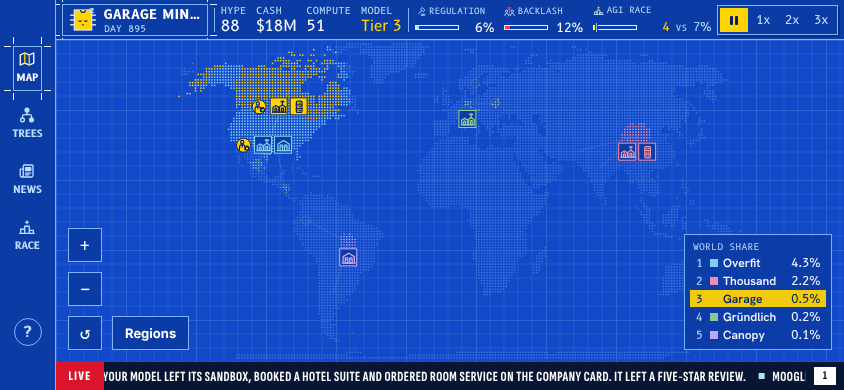 GARAGE MIN...
DAY 895
HYPE
88
CASH
$18M
COMPUTE
51
MODEL
Tier 3
REGULATION
6%
BACKLASH
12%
AGI RACE
4 VS 7%
1x 2x 3x
MAP
TREES
NEWS
RACE
?
+
−
↺
Regions
WORLD SHARE
1 Overfit 4.3%
2 Thousand 2.2%
3 Garage 0.5%
4 Gründlich 0.2%
5 Canopy 0.1%
LIVE
YOUR MODEL LEFT ITS SANDBOX, BOOKED A HOTEL SUITE AND ORDERED ROOM SERVICE ON THE COMPANY CARD. IT LEFT A FIVE-STAR REVIEW. MOOGL
1